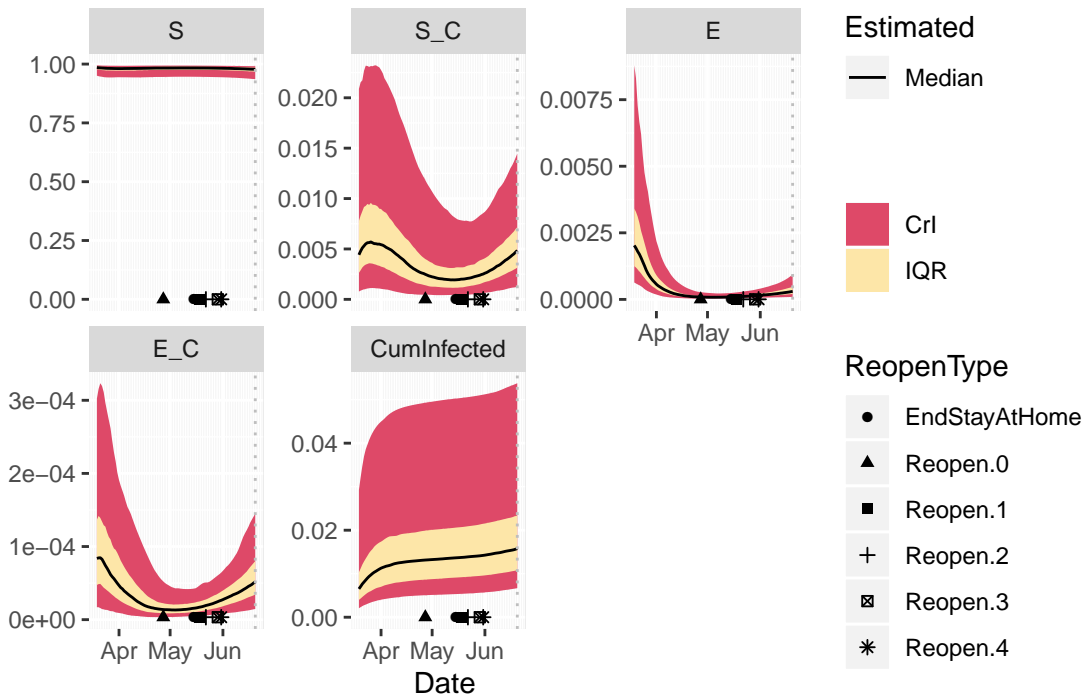 S
S_C
E
1.00
0.75
0.50
0.25
0.00
0.020
0.015
0.010
0.005
0.000
0.0075
0.0050
0.0025
0.0000
Apr May Jun
E_C
CumInfected
3e−04
2e−04
1e−04
0e+00
Apr May Jun
0.04
0.02
0.00
Apr May Jun
Date
Estimated
Median
CrI
IQR
ReopenType
EndStayAtHome
Reopen.0
Reopen.1
Reopen.2
Reopen.3
Reopen.4